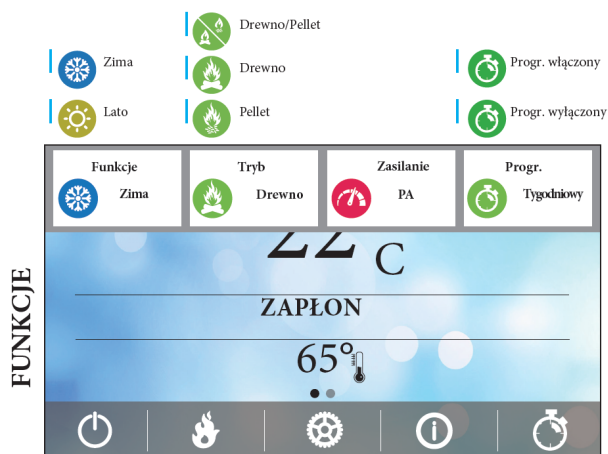 Drewno/Pellet
Zima
Drewno
Progr. włączony
Lato
Pellet
Progr. wyłączony
Funkcje
Zima
Tryb
Drewno
Zasilanie
PA
Progr.
Tygodniowy
22 C
ZAPŁON
65°
FUNKCJE